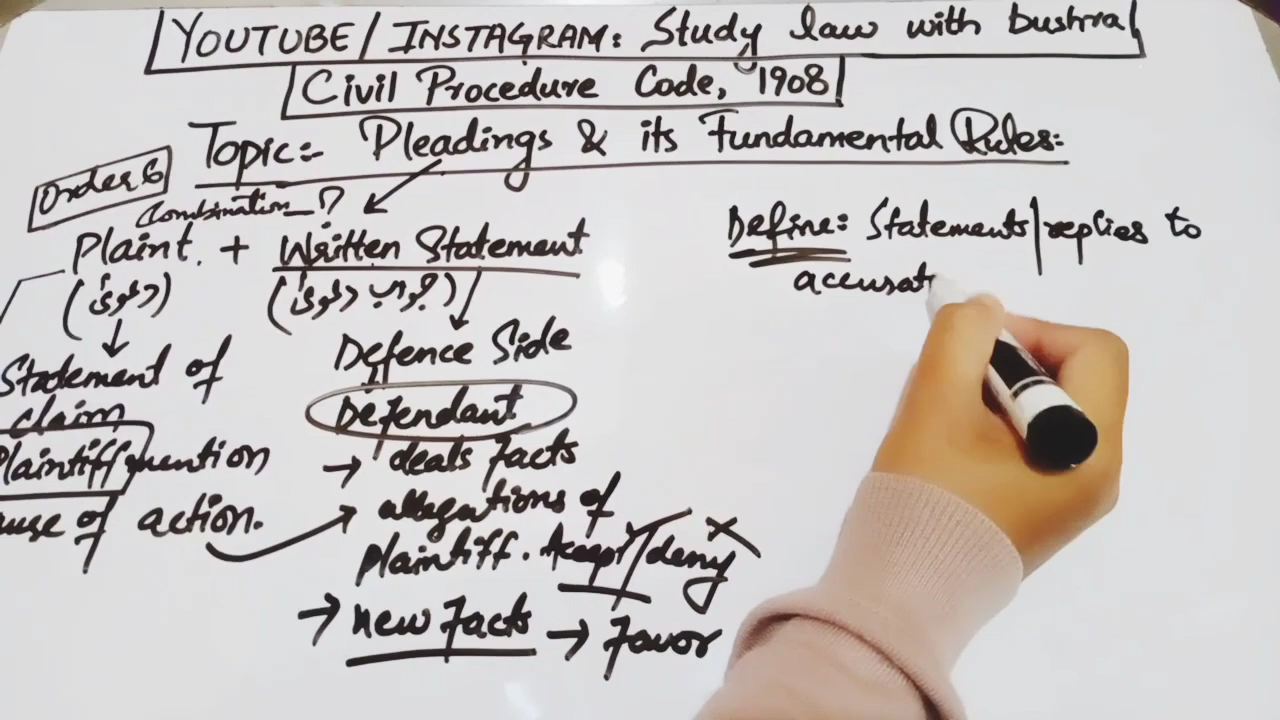 YOUTUBE/INSTAGRAM: Study law with bushra
Civil Procedure Code, 1908
Topic:- Pleadings & its Fundamental Rules:-
Order 6
Combination ?
Plaint. + Written Statement
(دعویٰ) (جواب دعویٰ)
Statement of
claim
Plaintiff mention
ause of action.
Defence Side
Defendant
→ deals facts
→ allegations of
plaintiff. Accept/deny
→ new facts → favor
Define: Statements/replies to
accusat